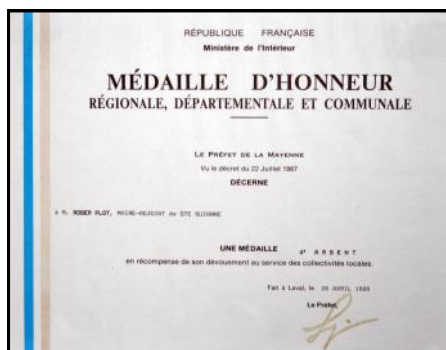 RÉPUBLIQUE FRANÇAISE
Ministère de l'Intérieur
MÉDAILLE D'HONNEUR
RÉGIONALE, DÉPARTEMENTALE ET COMMUNALE
LE PRÉFET DE LA MAYENNE
Vu le décret du 22 Juillet 1987
DÉCERNE
à M. ROGER PLOT, MAIRE-ADJOINT de STE SUZANNE
UNE MÉDAILLE d' ARGENT
en récompense de son dévouement au service des collectivités locales.
Fait à Laval, le AVRIL
Le Préfet,